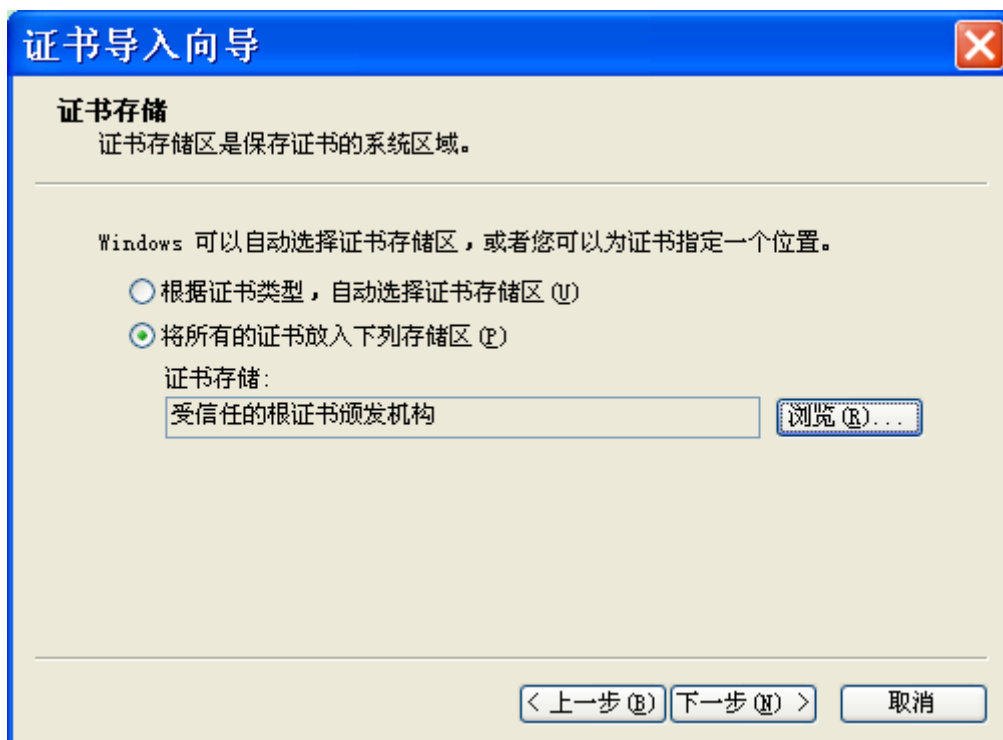 证书导入向导
证书存储
证书存储区是保存证书的系统区域。
Windows 可以自动选择证书存储区，或者您可以为证书指定一个位置。
根据证书类型，自动选择证书存储区(U)
将所有的证书放入下列存储区(P)
证书存储:
受信任的根证书颁发机构
浏览(R)...
< 上一步(B) 下一步(N) > 取消